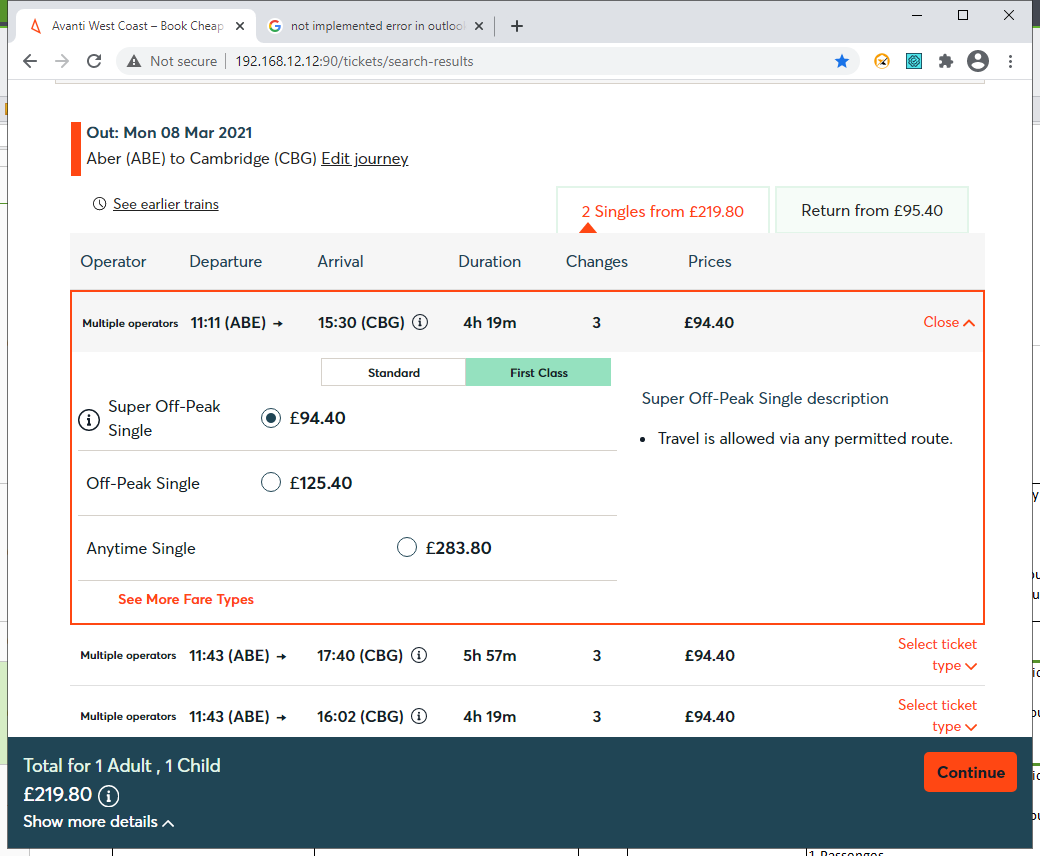 Avanti West Coast – Book Cheap
not implemented error in outlool
Not secure
192.168.12.12:90/tickets/search-results
Out: Mon 08 Mar 2021
Aber (ABE) to Cambridge (CBG) Edit journey
See earlier trains
2 Singles from £219.80
Return from £95.40
Operator Departure Arrival Duration Changes Prices
Multiple operators 11:11 (ABE) → 15:30 (CBG) 4h 19m 3 £94.40 Close
Standard First Class
Super Off-Peak
Single
£94.40
Super Off-Peak Single description
• Travel is allowed via any permitted route.
Off-Peak Single £125.40
Anytime Single £283.80
See More Fare Types
Multiple operators 11:43 (ABE) → 17:40 (CBG) 5h 57m 3 £94.40 Select ticket
type
Multiple operators 11:43 (ABE) → 16:02 (CBG) 4h 19m 3 £94.40 Select ticket
type
Total for 1 Adult , 1 Child
£219.80
Show more details
Continue